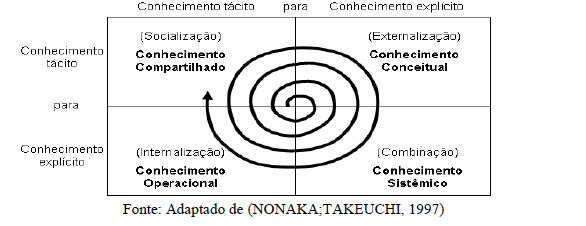 Conhecimento tácito para Conhecimento explícito
Conhecimento
tácito
para
Conhecimento
explícito
(Socialização)
Conhecimento
Compartilhado
(Externalização)
Conhecimento
Conceitual
(Internalização)
Conhecimento
Operacional
(Combinação)
Conhecimento
Sistêmico
Fonte: Adaptado de (NONAKA;TAKEUCHI, 1997)